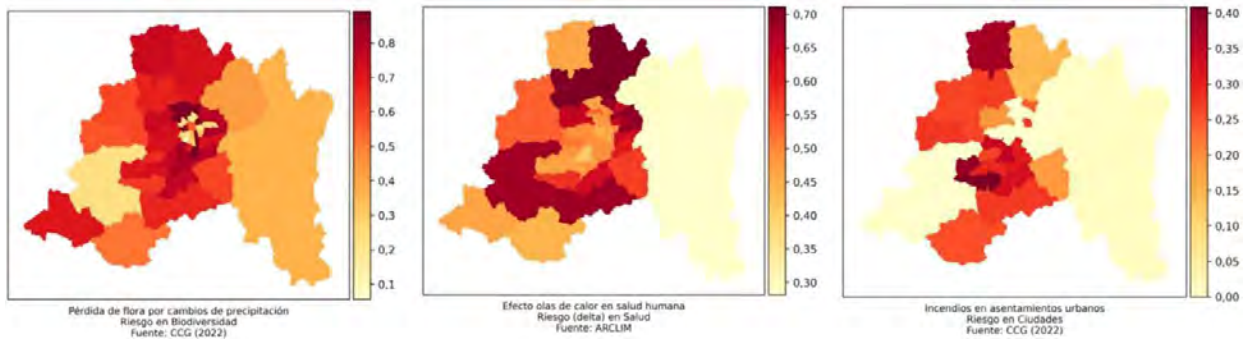 0,8
0,7
0,6
0,5
0,4
0,3
0,2
0,1
Pérdida de flora por cambios de precipitación
Riesgo en Biodiversidad
Fuente: CCG (2022)
0,70
0,65
0,60
0,55
0,50
0,45
0,40
0,35
0,30
Efecto olas de calor en salud humana
Riesgo (delta) en Salud
Fuente: ARCLIM
0,40
0,35
0,30
0,25
0,20
0,15
0,10
0,05
0,00
Incendios en asentamientos urbanos
Riesgo en Ciudades
Fuente: CCG (2022)